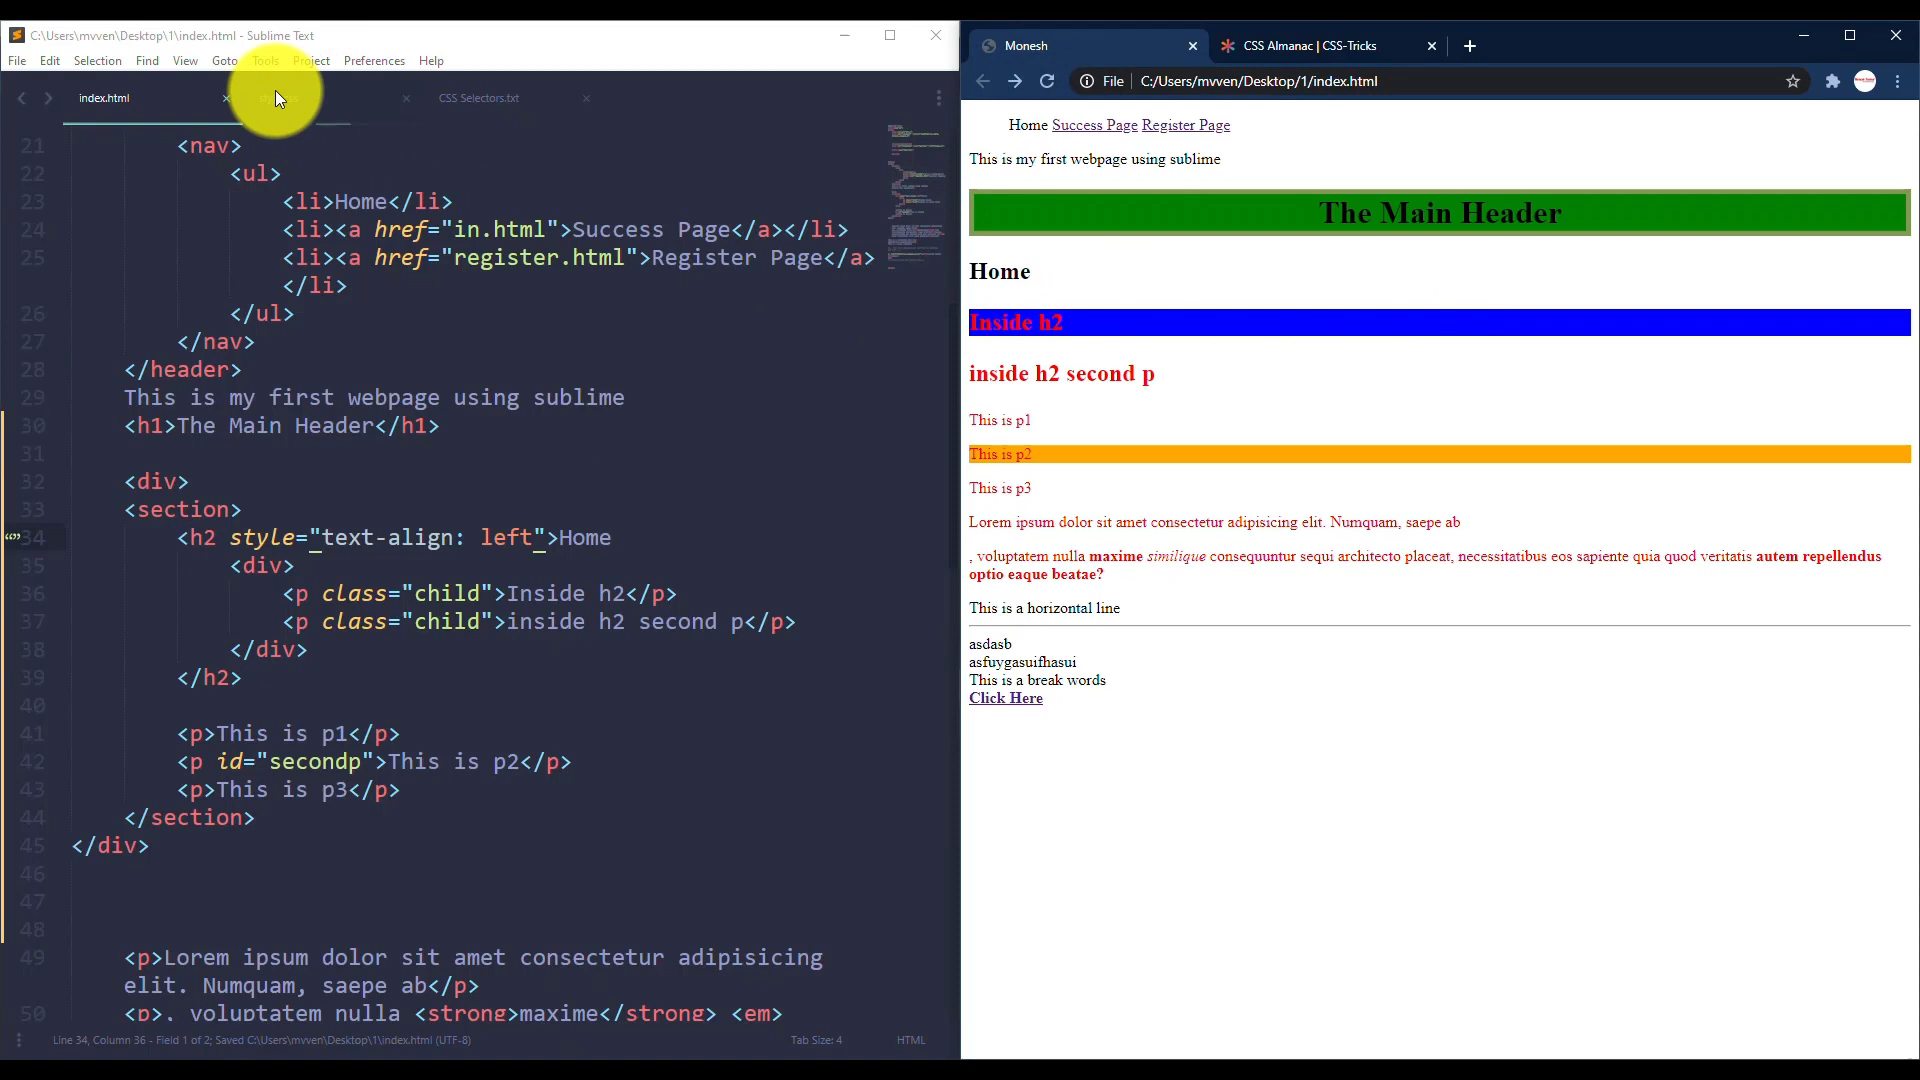 C:\Users\mvven\Desktop\1\index.html - Sublime Text
File Edit Selection Find View Goto Tools Project Preferences Help
index.html
CSS Selectors.txt
21 <nav>
22 <ul>
23 <li>Home</li>
24 <li><a href="in.html">Success Page</a></li>
25 <li><a href="register.html">Register Page</a>
</li>
26 </ul>
27 </nav>
28 </header>
29 This is my first webpage using sublime
30 <h1>The Main Header</h1>
31
32 <div>
33 <section>
34 <h2 style="text-align: left">Home
35 <div>
36 <p class="child">Inside h2</p>
37 <p class="child">inside h2 second p</p>
38 </div>
39 </h2>
40
41 <p>This is p1</p>
42 <p id="secondp">This is p2</p>
43 <p>This is p3</p>
44 </section>
45 </div>
46
47
48
49 <p>Lorem ipsum dolor sit amet consectetur adipisicing
elit. Numquam, saepe ab</p>
50 <p>, voluptatem nulla <strong>maxime</strong> <em>
Line 34, Column 36 - Field 1 of 2; Saved C:\Users\mvven\Desktop\1\index.html (UTF-8)
Tab Size: 4
HTML
Monesh
CSS Almanac | CSS-Tricks
File
C:/Users/mvven/Desktop/1/index.html
Home Success Page Register Page
This is my first webpage using sublime
The Main Header
Home
Inside h2
inside h2 second p
This is p1
This is p2
This is p3
Lorem ipsum dolor sit amet consectetur adipisicing elit. Numquam, saepe ab
, voluptatem nulla maxime similique consequuntur sequi architecto placeat, necessitatibus eos sapiente quia quod veritatis autem repellendus
optio eaque beatae?
This is a horizontal line
asdasb
asfuygasuifhasui
This is a break words
Click Here